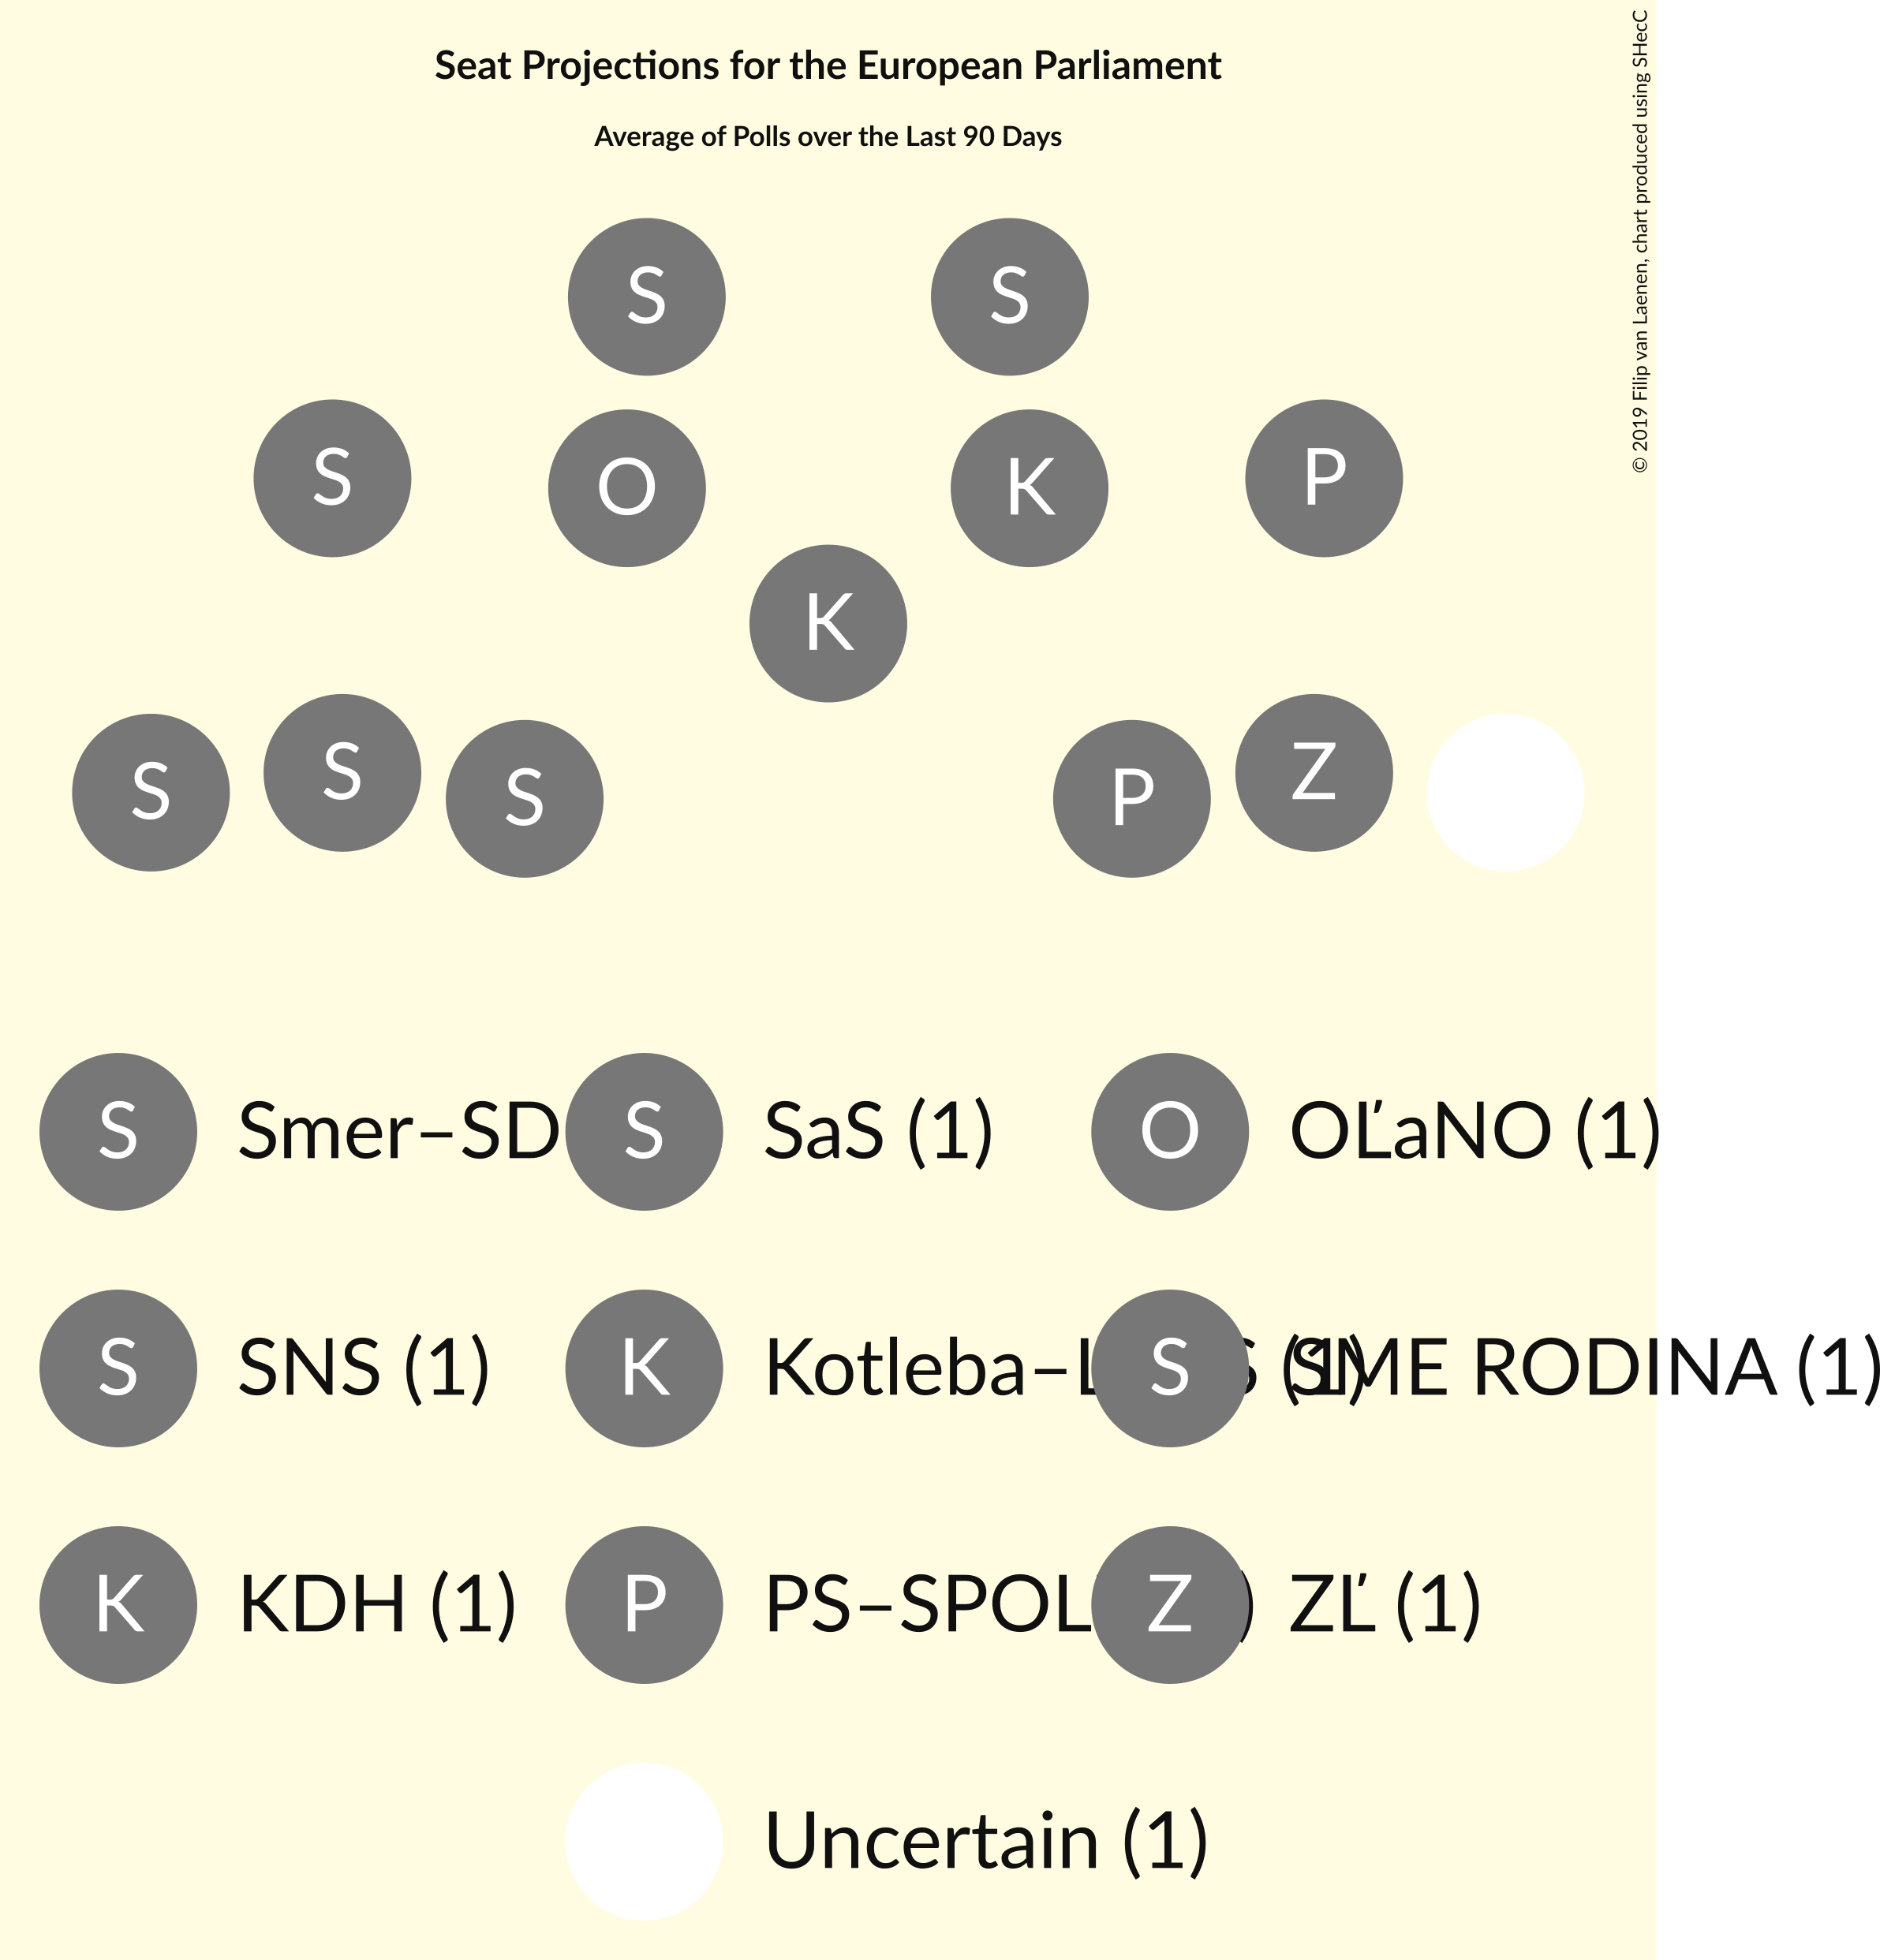 Seat Projections for the European Parliament
Average of Polls over the Last 90 Days
© 2019 Filip van Laenen, chart produced using SHecC
S S
S O K P
K
S S S P Z
S Smer–SD S SaS (1) O OĽaNO (1)
S SNS (1) K Kotleba–L S (1) SME RODINA (1)
K KDH (1) P PS–SPOL Z ZĽ (1)
Uncertain (1)